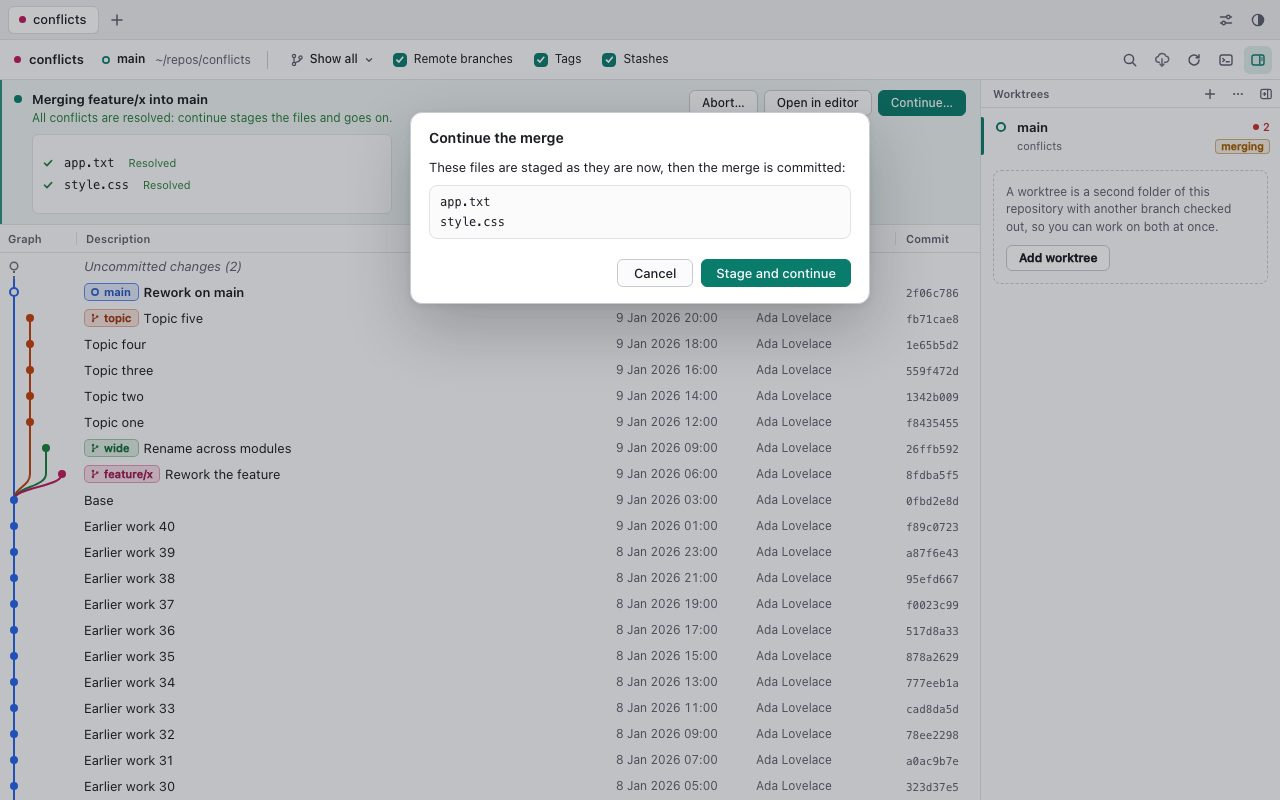 conflicts
conflicts main ~/repos/conflicts Show all Remote branches Tags Stashes
Merging feature/x into main
All conflicts are resolved: continue stages the files and goes on.
Abort... Open in editor Continue...
app.txt Resolved
style.css Resolved
Continue the merge
These files are staged as they are now, then the merge is committed:
app.txt
style.css
Cancel Stage and continue
Worktrees
main 2
conflicts merging
A worktree is a second folder of this
repository with another branch checked
out, so you can work on both at once.
Add worktree
Graph Description Commit
Uncommitted changes (2)
main Rework on main 2f06c786
topic Topic five 9 Jan 2026 20:00 Ada Lovelace fb71cae8
Topic four 9 Jan 2026 18:00 Ada Lovelace 1e65b5d2
Topic three 9 Jan 2026 16:00 Ada Lovelace 559f472d
Topic two 9 Jan 2026 14:00 Ada Lovelace 1342b009
Topic one 9 Jan 2026 12:00 Ada Lovelace f8435455
wide Rename across modules 9 Jan 2026 09:00 Ada Lovelace 26ffb592
feature/x Rework the feature 9 Jan 2026 06:00 Ada Lovelace 8fdba5f5
Base 9 Jan 2026 03:00 Ada Lovelace 0fbd2e8d
Earlier work 40 9 Jan 2026 01:00 Ada Lovelace f89c0723
Earlier work 39 8 Jan 2026 23:00 Ada Lovelace a87f6e43
Earlier work 38 8 Jan 2026 21:00 Ada Lovelace 95efd667
Earlier work 37 8 Jan 2026 19:00 Ada Lovelace f0023c99
Earlier work 36 8 Jan 2026 17:00 Ada Lovelace 517d8a33
Earlier work 35 8 Jan 2026 15:00 Ada Lovelace 878a2629
Earlier work 34 8 Jan 2026 13:00 Ada Lovelace 777eeb1a
Earlier work 33 8 Jan 2026 11:00 Ada Lovelace cad8da5d
Earlier work 32 8 Jan 2026 09:00 Ada Lovelace 78ee2298
Earlier work 31 8 Jan 2026 07:00 Ada Lovelace a0ac9b7e
Earlier work 30 8 Jan 2026 05:00 Ada Lovelace 323d37e5